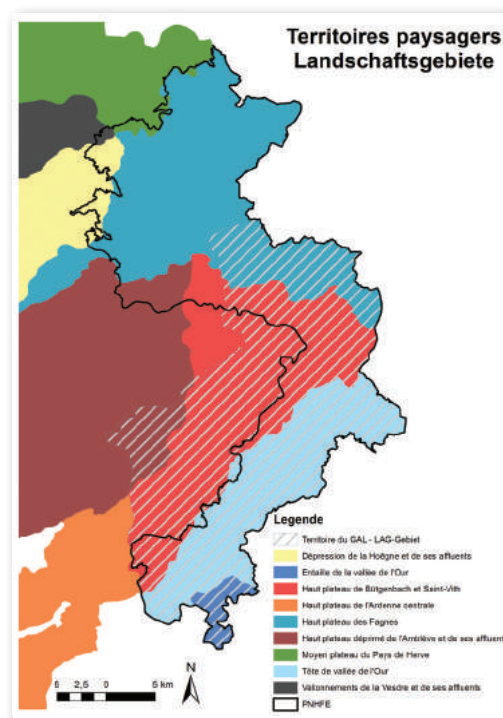 Territoires paysagers
Landschaftsgebiete
Legende
Territoire du GAL - LAG-Gebiet
Dépression de la Hoëgne et de ses affluents
Entaille de la vallée de l'Our
Haut plateau de Bütgenbach et Saint-Vith
Haut plateau de l'Ardenne centrale
Haut plateau des Fagnes
Haut plateau déprimé de l'Amblève et de ses affluent
Moyen plateau du Pays de Herve
Tête de vallée de l'Our
Vallonnements de la Vesdre et de ses affluents
PNHFE
N
5 2,5 0 5 km